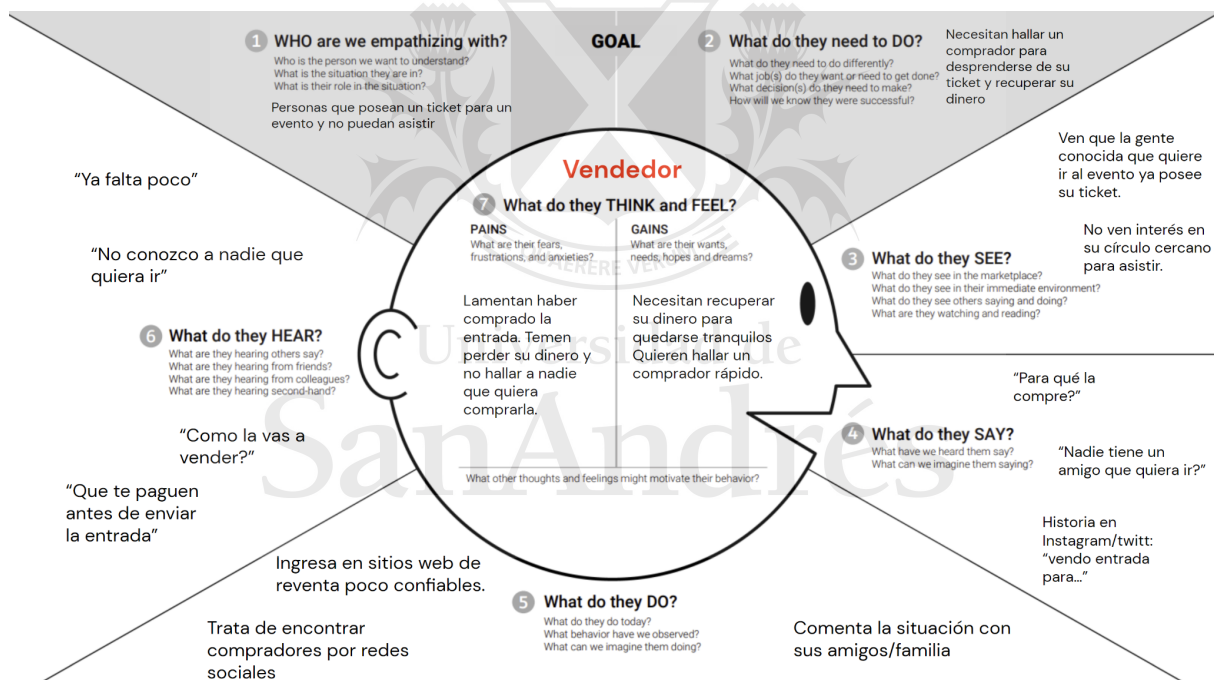 1 WHO are we empathizing with?
Who is the person we want to understand?
What is the situation they are in?
What is their role in the situation?
Personas que posean un ticket para un
evento y no puedan asistir
GOAL
2 What do they need to DO?
What do they need to do differently?
What job(s) do they want or need to get done?
What decision(s) do they need to make?
How will we know they were successful?
Necesitan hallar un
comprador para
desprenderse de su
ticket y recuperar su
dinero
Vendedor
7 What do they THINK and FEEL?
PAINS
What are their fears,
frustrations, and anxieties?
Lamentan haber
comprado la
entrada. Temen
perder su dinero y
no hallar a nadie
que quiera
comprarla.
GAINS
What are their wants,
needs, hopes and dreams?
Necesitan recuperar
su dinero para
quedarse tranquilos
Quieren hallar un
comprador rápido.
What other thoughts and feelings might motivate their behavior?
Ven que la gente
conocida que quiere
ir al evento ya posee
su ticket.
No ven interés en
su círculo cercano
para asistir.
3 What do they SEE?
What do they see in the marketplace?
What do they see in their immediate environment?
What do they see others saying and doing?
What are they watching and reading?
“Para qué la
compre?”
4 What do they SAY?
What have we heard them say?
What can we imagine them saying?
“Nadie tiene un
amigo que quiera ir?”
Historia en
Instagram/twitt:
“vendo entrada
para...”
5 What do they DO?
What do they do today?
What behavior have we observed?
What can we imagine them doing?
Ingresa en sitios web de
reventa poco confiables.
Trata de encontrar
compradores por redes
sociales
Comenta la situación con
sus amigos/familia
“Ya falta poco”
“No conozco a nadie que
quiera ir”
6 What do they HEAR?
What are they hearing others say?
What are they hearing from friends?
What are they hearing from colleagues?
What are they hearing second-hand?
“Como la vas a
vender?”
“Que te paguen
antes de enviar
la entrada”
Universidad de
SanAndrés